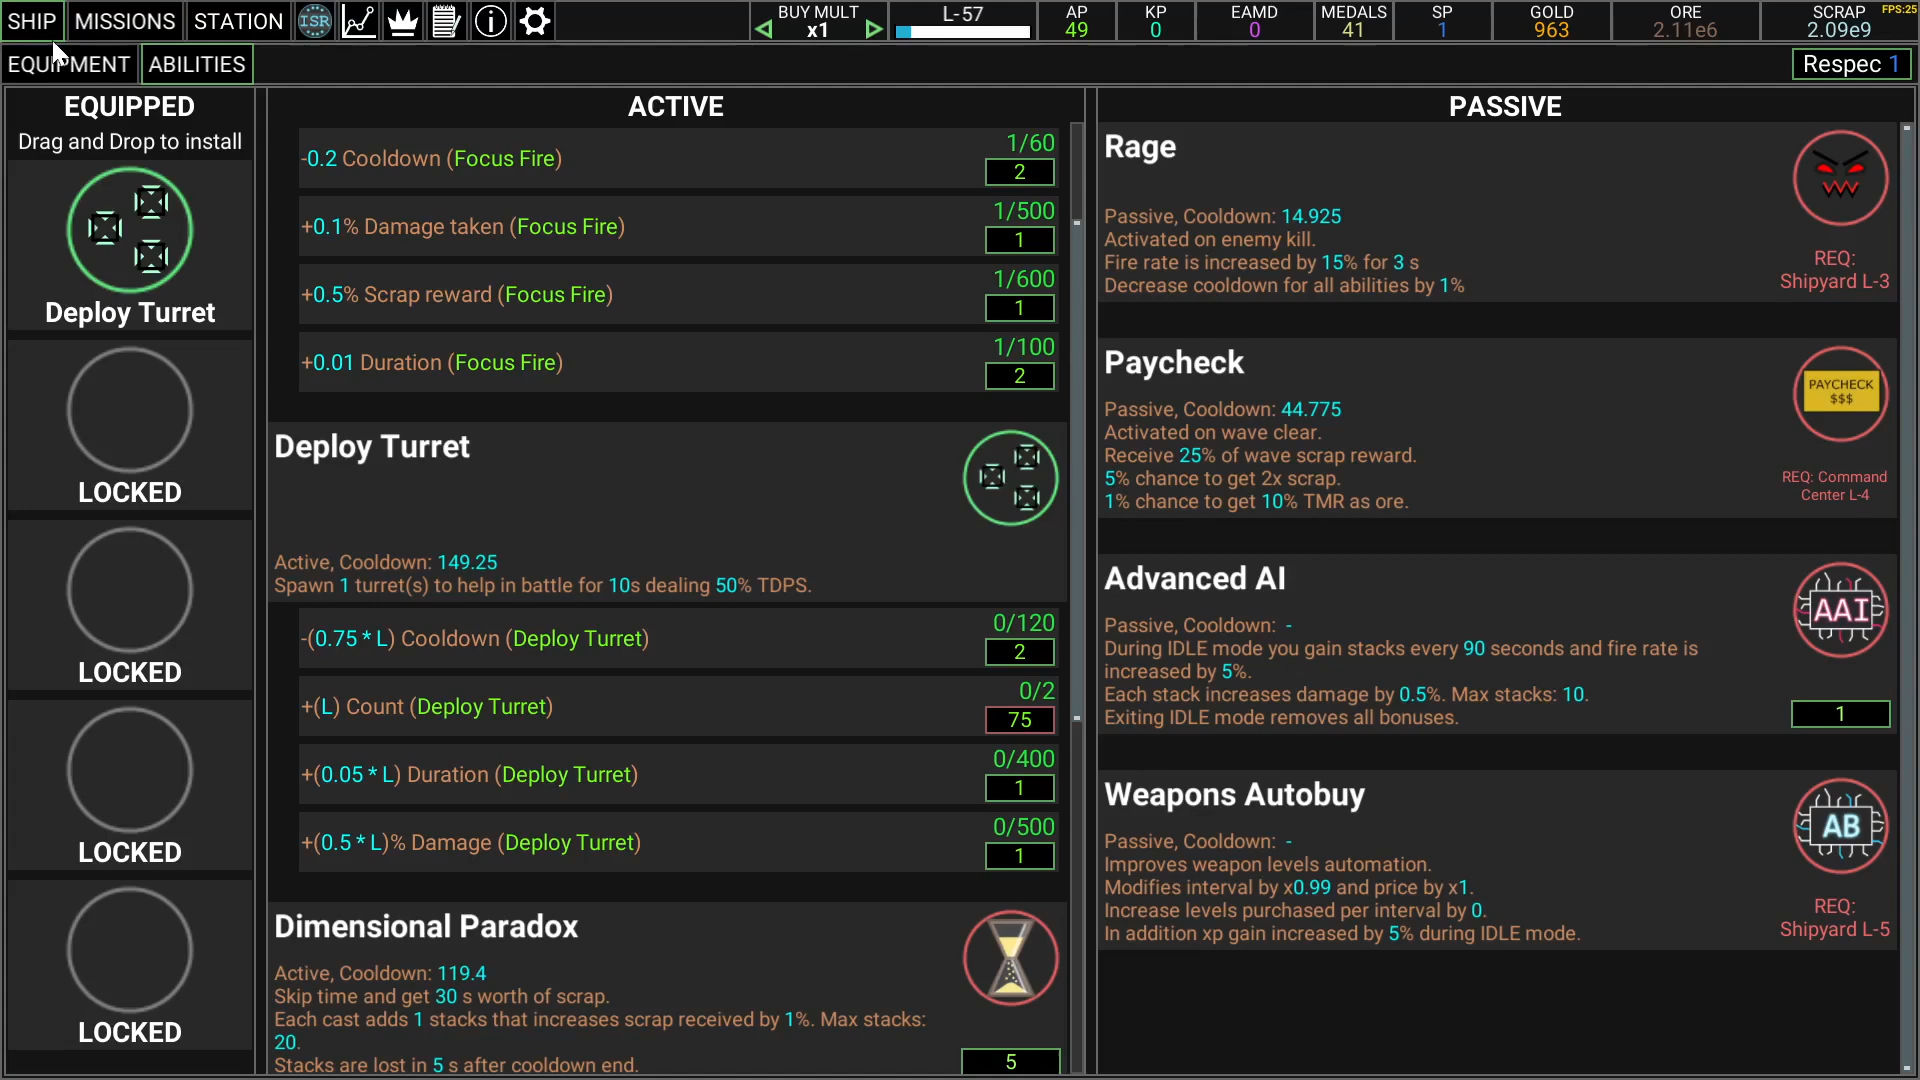 SHIP MISSIONS STATION ISR BUY MULT x1 L-57 AP 49 KP 0 EAMD 0 MEDALS 41 SP 1 GOLD 963 ORE 2.11e6 SCRAP 2.09e9 FPS:25
EQUIPMENT ABILITIES Respec 1
EQUIPPED
Drag and Drop to install
Deploy Turret
LOCKED
LOCKED
LOCKED
LOCKED
ACTIVE
-0.2 Cooldown (Focus Fire) 1/60
2
+0.1% Damage taken (Focus Fire) 1/500
1
+0.5% Scrap reward (Focus Fire) 1/600
1
+0.01 Duration (Focus Fire) 1/100
2
Deploy Turret
Active, Cooldown: 149.25
Spawn 1 turret(s) to help in battle for 10s dealing 50% TDPS.
-(0.75 * L) Cooldown (Deploy Turret) 0/120
2
+(L) Count (Deploy Turret) 0/2
75
+(0.05 * L) Duration (Deploy Turret) 0/400
1
+(0.5 * L)% Damage (Deploy Turret) 0/500
1
Dimensional Paradox
Active, Cooldown: 119.4
Skip time and get 30 s worth of scrap.
Each cast adds 1 stacks that increases scrap received by 1%. Max stacks:
20.
Stacks are lost in 5 s after cooldown end.
5
PASSIVE
Rage
Passive, Cooldown: 14.925
Activated on enemy kill.
Fire rate is increased by 15% for 3 s
Decrease cooldown for all abilities by 1%
REQ:
Shipyard L-3
Paycheck
PAYCHECK
$$$
Passive, Cooldown: 44.775
Activated on wave clear.
Receive 25% of wave scrap reward.
5% chance to get 2x scrap.
1% chance to get 10% TMR as ore.
REQ: Command
Center L-4
Advanced AI
AAI
Passive, Cooldown: -
During IDLE mode you gain stacks every 90 seconds and fire rate is
increased by 5%.
Each stack increases damage by 0.5%. Max stacks: 10.
Exiting IDLE mode removes all bonuses.
1
Weapons Autobuy
AB
Passive, Cooldown: -
Improves weapon levels automation.
Modifies interval by x0.99 and price by x1.
Increase levels purchased per interval by 0.
In addition xp gain increased by 5% during IDLE mode.
REQ:
Shipyard L-5